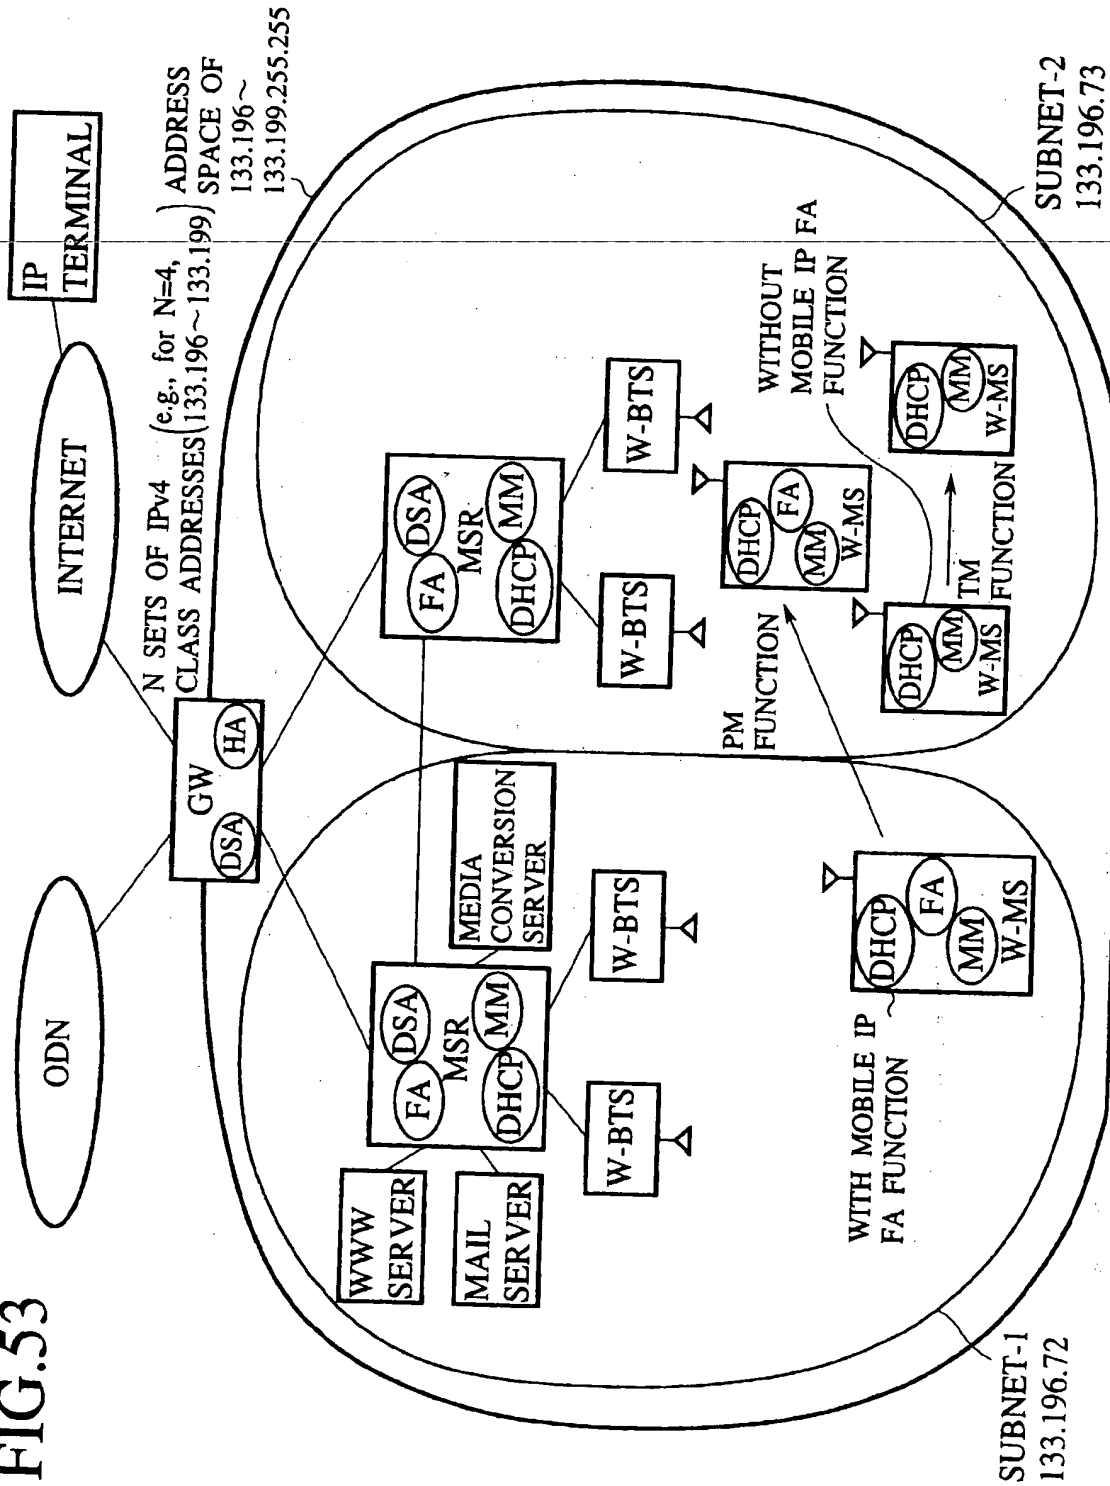 FIG.53
ODN
INTERNET
IP
TERMINAL
GW
DSA
HA
N SETS OF IPv4
CLASS ADDRESSES
(e.g., for N=4,
133.196~133.199)
ADDRESS
SPACE OF
133.196~
133.199.255.255
WWW
SERVER
MAIL
SERVER
FA
DSA
MSR
DHCP
MM
MEDIA
CONVERSION
SERVER
FA
DSA
MSR
DHCP
MM
W-BTS
W-BTS
W-BTS
W-BTS
WITH MOBILE IP
FA FUNCTION
DHCP
FA
MM
W-MS
PM
FUNCTION
DHCP
FA
MM
W-MS
WITHOUT
MOBILE IP FA
FUNCTION
DHCP
MM
W-MS
TM
FUNCTION
DHCP
MM
W-MS
SUBNET-1
133.196.72
SUBNET-2
133.196.73